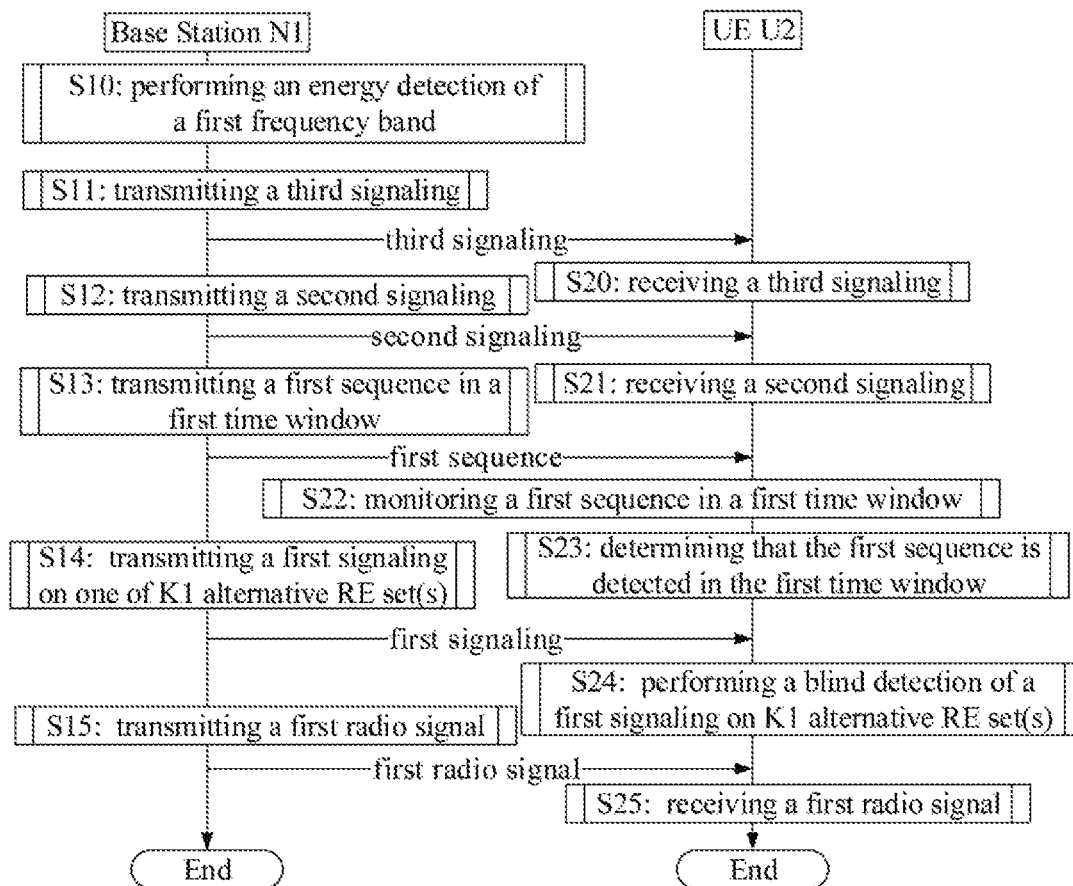 Base Station N1
UE U2
S10: performing an energy detection of
a first frequency band
S11: transmitting a third signaling
third signaling
S12: transmitting a second signaling
S20: receiving a third signaling
second signaling
S13: transmitting a first sequence in a
first time window
S21: receiving a second signaling
first sequence
S22: monitoring a first sequence in a first time window
S14: transmitting a first signaling
on one of K1 alternative RE set(s)
S23: determining that the first sequence is
detected in the first time window
first signaling
S24: performing a blind detection of a
first signaling on K1 alternative RE set(s)
S15: transmitting a first radio signal
first radio signal
S25: receiving a first radio signal
End
End